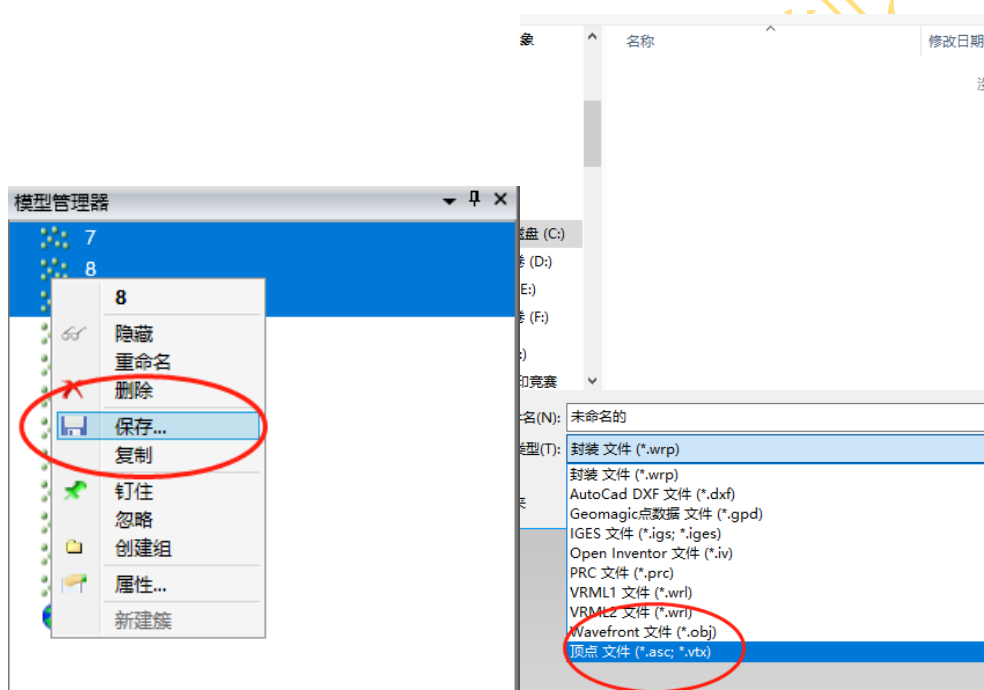 模型管理器
7
8
8
隐藏
重命名
删除
保存...
复制
钉住
忽略
创建组
属性...
新建簇
象
名称
修改日期
盘 (C:)
(D:)
E:)
(F:)
:)
印竞赛
名(N):
未命名的
型(T):
封装 文件 (*.wrp)
封装 文件 (*.wrp)
AutoCad DXF 文件 (*.dxf)
Geomagic点数据 文件 (*.gpd)
IGES 文件 (*.igs; *.iges)
Open Inventor 文件 (*.iv)
PRC 文件 (*.prc)
VRML1 文件 (*.wrl)
VRML2 文件 (*.wrl)
Wavefront 文件 (*.obj)
顶点 文件 (*.asc; *.vtx)